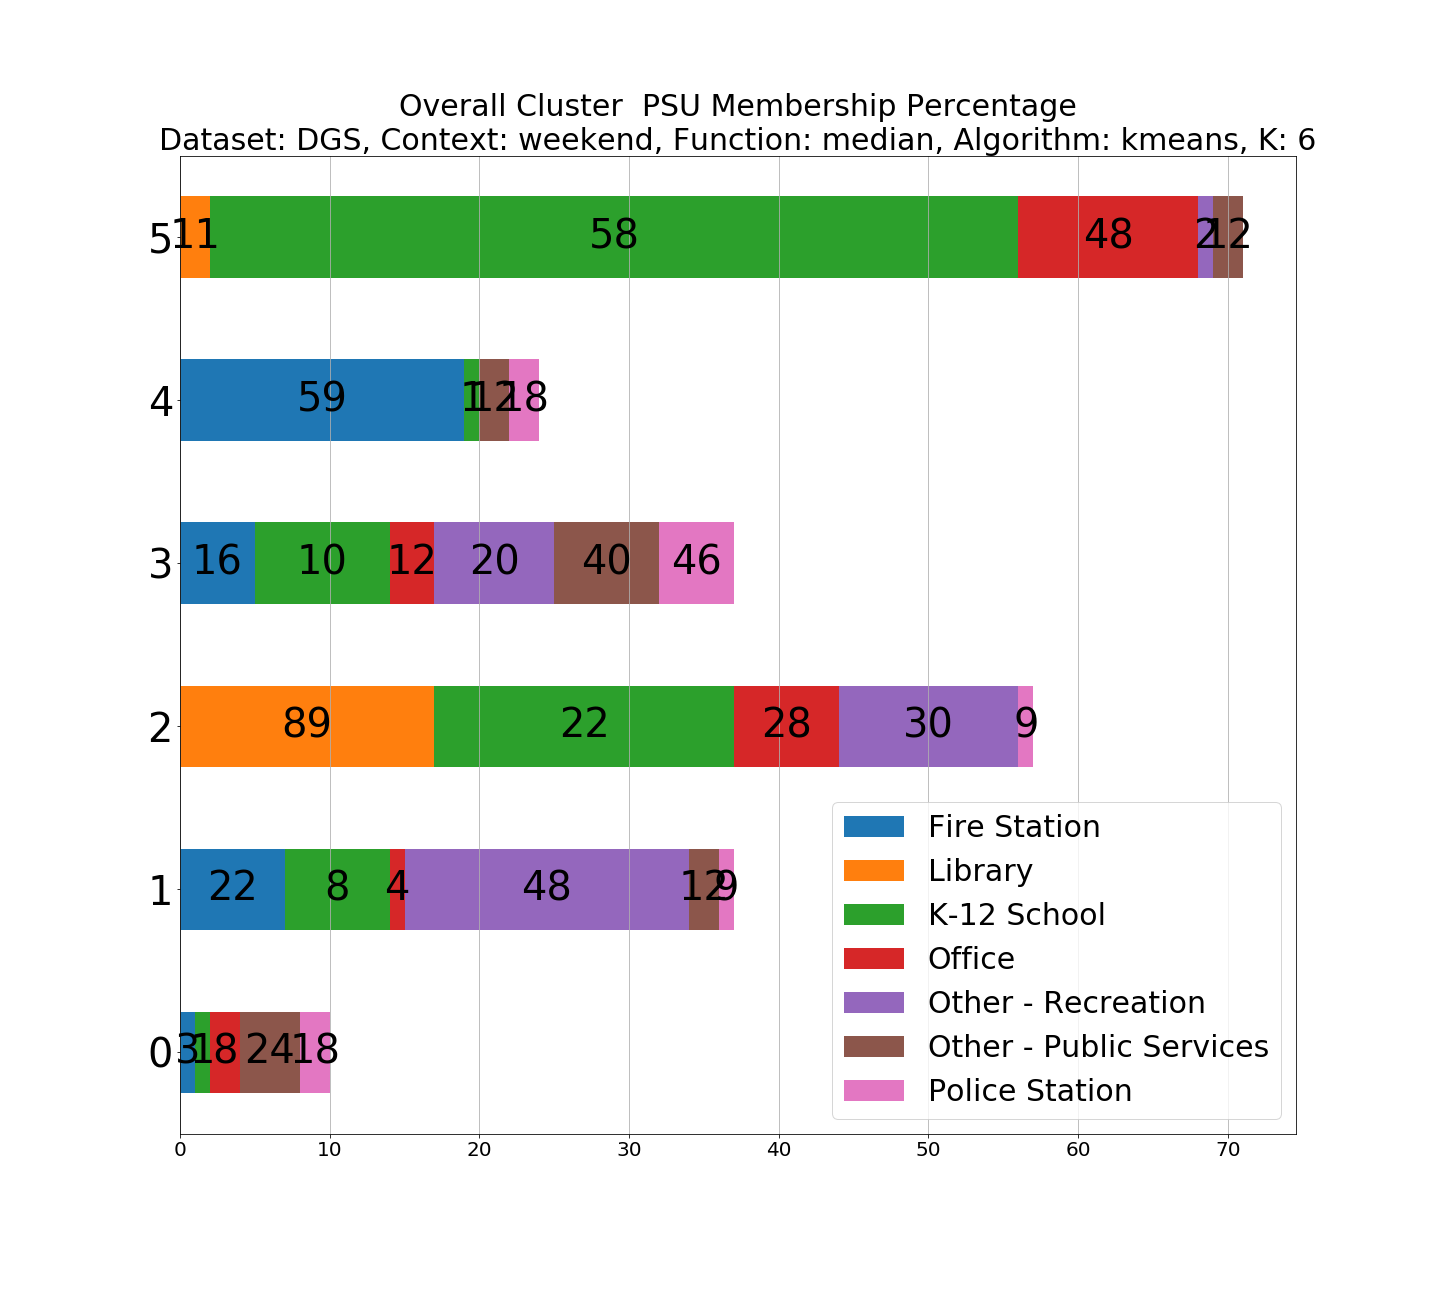 Overall Cluster  PSU Membership Percentage
Dataset: DGS, Context: weekend, Function: median, Algorithm: kmeans, K: 6
5 11 58 48 2 12
4 59 1 12 18
3 16 10 12 20 40 46
2 89 22 28 30 9
1 22 8 4 48 12 9
0 3 1 8 24 18
Fire Station
Library
K-12 School
Office
Other - Recreation
Other - Public Services
Police Station
0 10 20 30 40 50 60 70